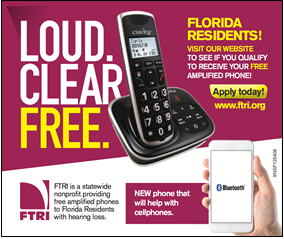 LOUD.
CLEAR
FREE.
clarity
FLORIDA
RESIDENTS!
VISIT OUR WEBSITE
TO SEE IF YOU QUALIFY
TO RECEIVE YOUR FREE
AMPLIFIED PHONE!
Apply today!
www.ftri.org
FTRI
FTRI is a statewide
nonprofit providing
free amplified phones
to Florida Residents
with hearing loss.
NEW phone that
will help with
cellphones.
Bluetooth
XNSP135406